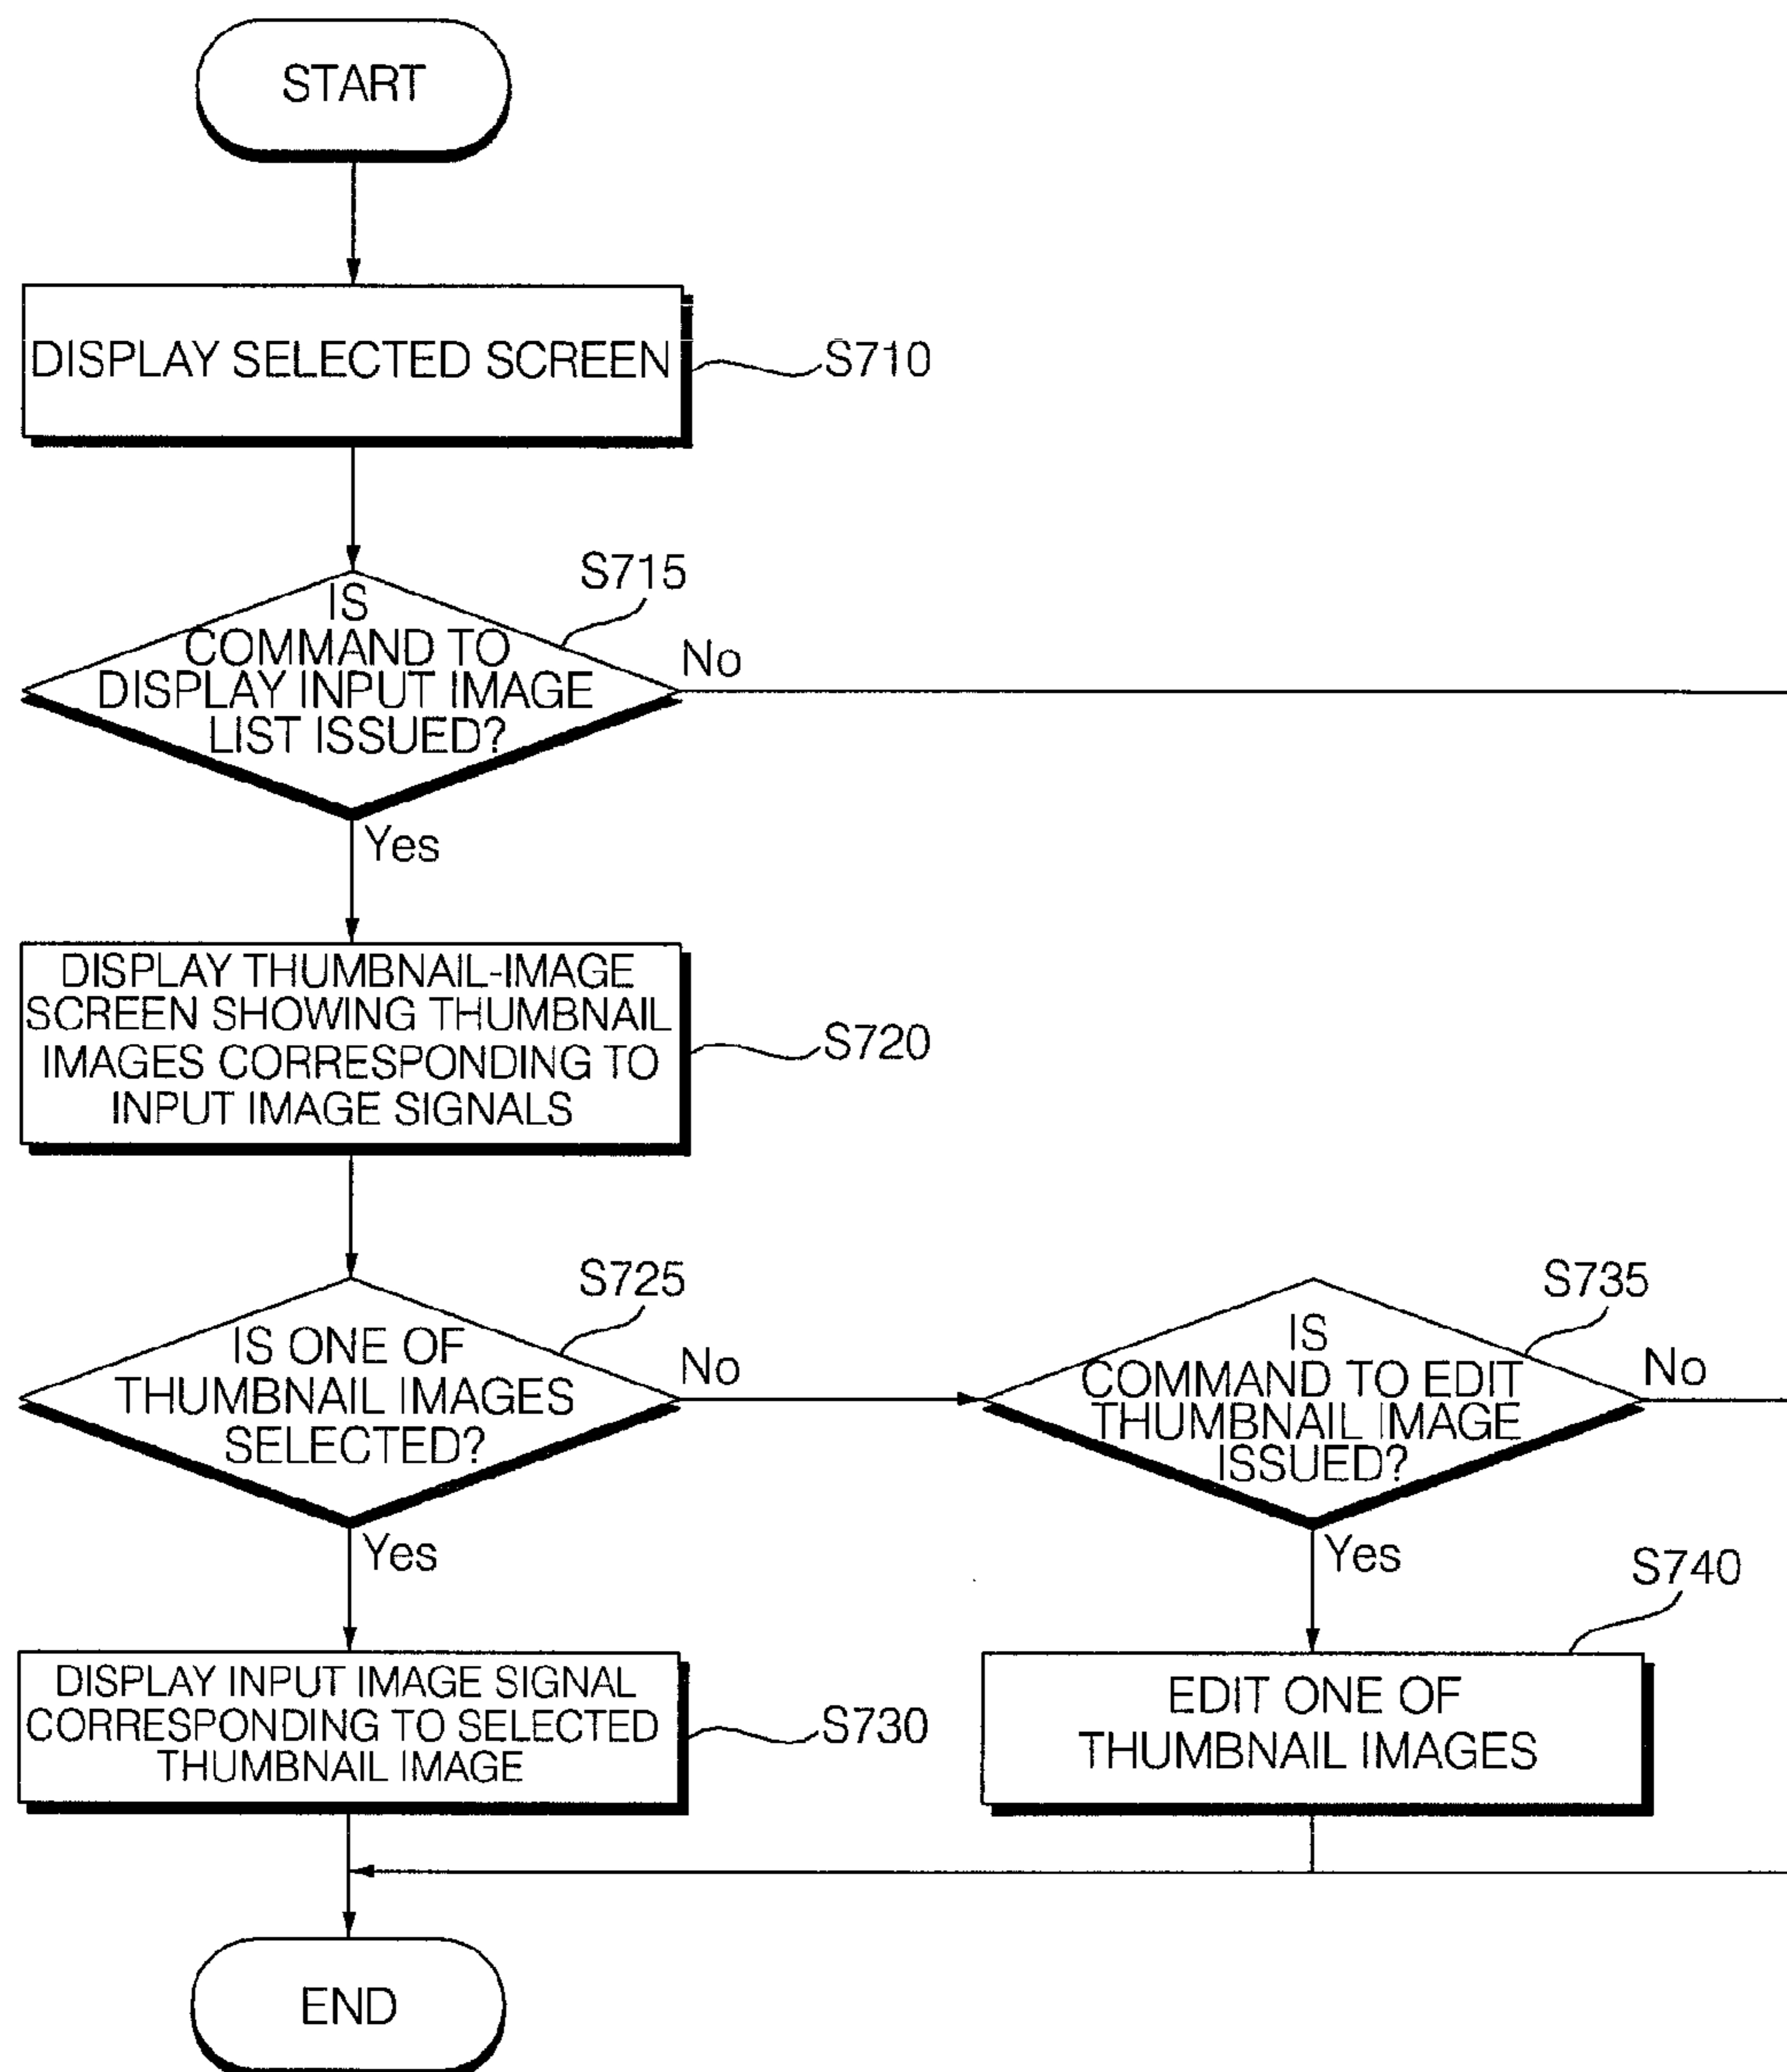 START
DISPLAY SELECTED SCREEN
S710
S715
IS
COMMAND TO
DISPLAY INPUT IMAGE
LIST ISSUED?
No
Yes
DISPLAY THUMBNAIL-IMAGE
SCREEN SHOWING THUMBNAIL
IMAGES CORRESPONDING TO
INPUT IMAGE SIGNALS
S720
S725
IS ONE OF
THUMBNAIL IMAGES
SELECTED?
No
Yes
S735
IS
COMMAND TO EDIT
THUMBNAIL IMAGE
ISSUED?
No
Yes
DISPLAY INPUT IMAGE SIGNAL
CORRESPONDING TO SELECTED
THUMBNAIL IMAGE
S730
S740
EDIT ONE OF
THUMBNAIL IMAGES
END